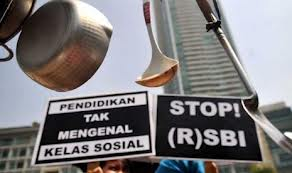 PENDIDIKAN
TAK
MENGENAL
KELAS SOSIAL
STOP!
(R)SBI